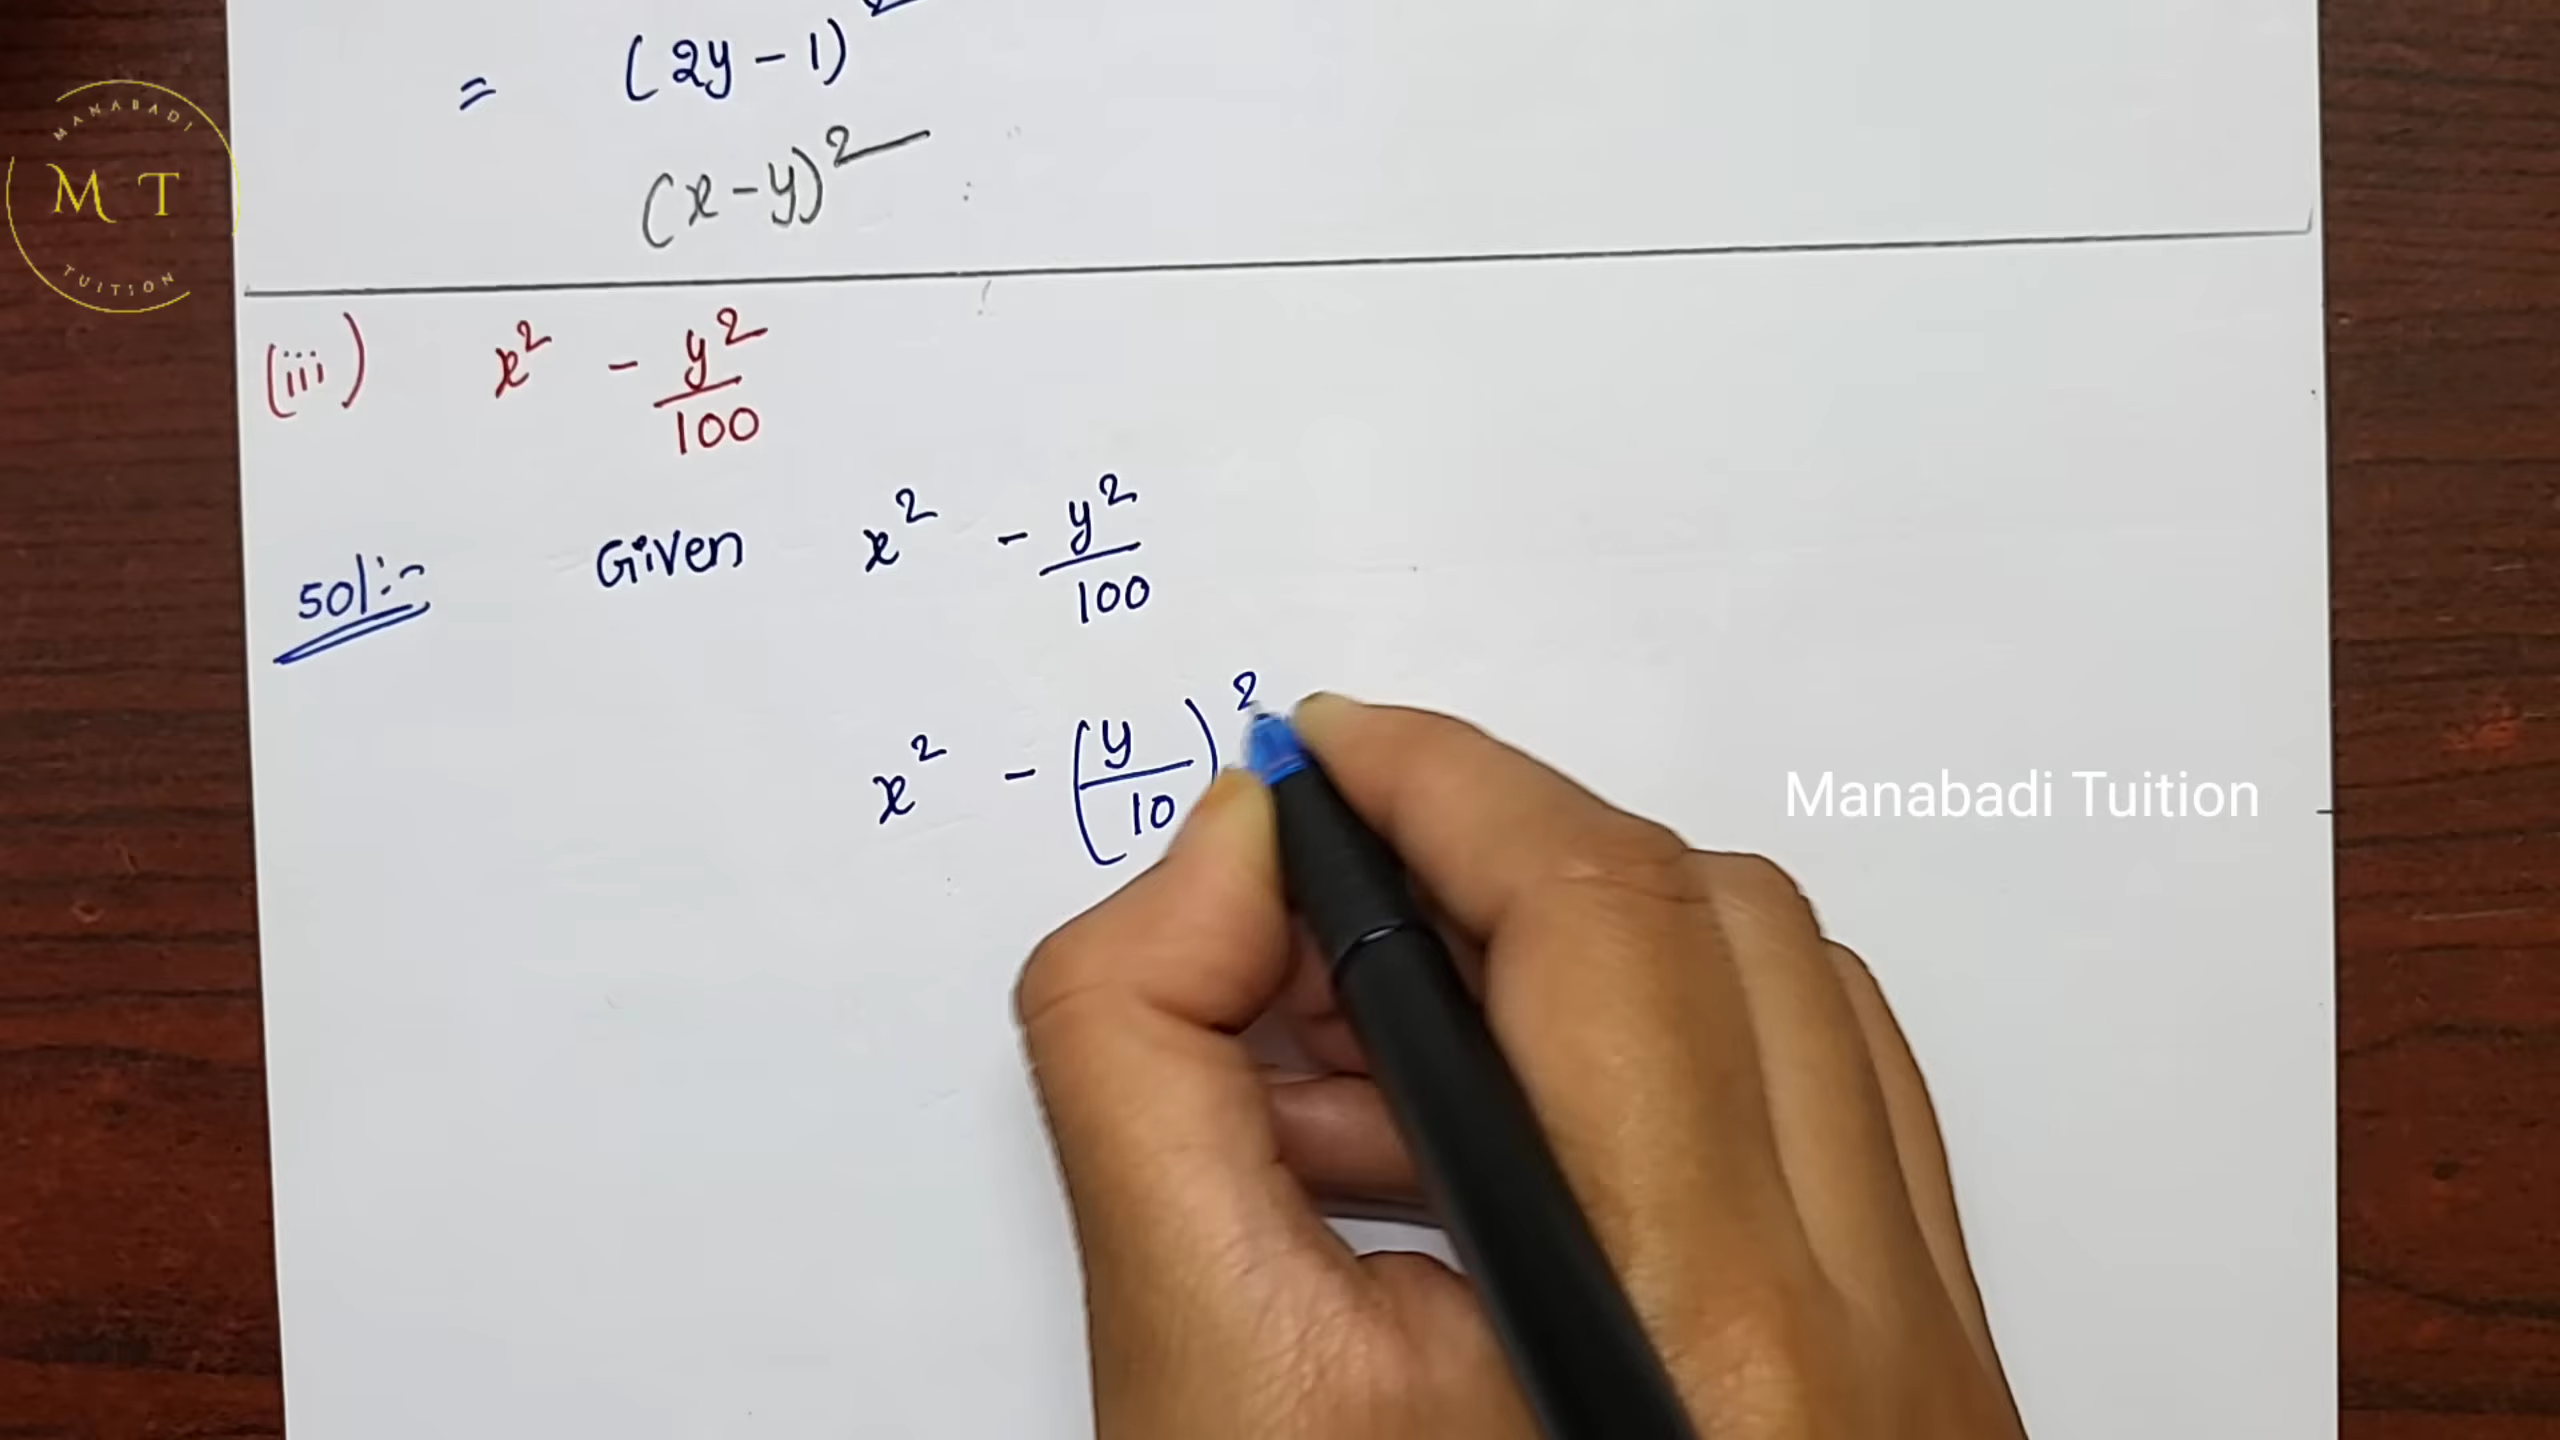 = (2y - 1)²
(x - y)²
MANABADI
M T
TUITION
(iii) x² - y²/100
Sol:- Given x² - y²/100
x² - (y/10)²
Manabadi Tuition